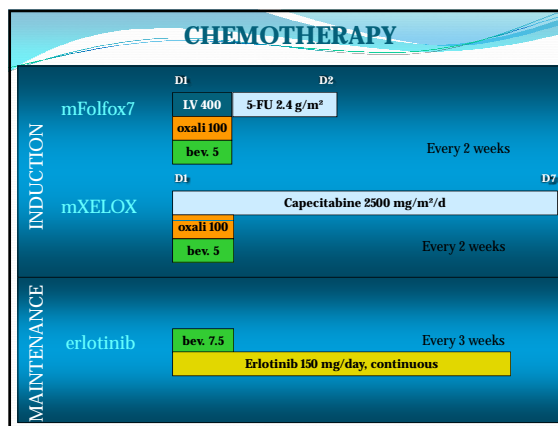 CHEMOTHERAPY
D1 D2
mFolfox7 LV 400 5-FU 2.4 g/m²
oxali 100
bev. 5 Every 2 weeks
INDUCTION
D1 D7
mXELOX Capecitabine 2500 mg/m²/d
oxali 100
bev. 5 Every 2 weeks
MAINTENANCE
erlotinib bev. 7.5 Every 3 weeks
Erlotinib 150 mg/day, continuous